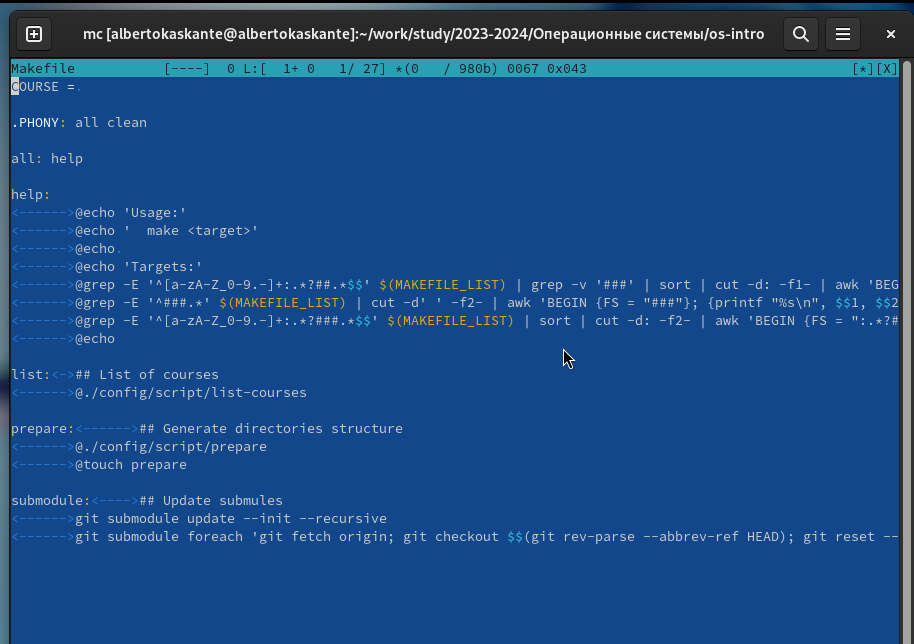 mc [albertokaskante@albertokaskante]:~/work/study/2023-2024/Операционные системы/os-intro
Makefile [----] 0 L:[ 1+ 0 1/ 27] *(0 / 980b) 0067 0x043 [*][X]
COURSE =.
.PHONY: all clean
all: help
help:
<------>@echo 'Usage:'
<------>@echo '  make <target>'
<------>@echo.
<------>@echo 'Targets:'
<------>@grep -E '^[a-zA-Z_0-9.-]+:.*?##.*$$' $(MAKEFILE_LIST) | grep -v '###' | sort | cut -d: -f1- | awk 'BEG
<------>@grep -E '^###.*' $(MAKEFILE_LIST) | cut -d' ' -f2- | awk 'BEGIN {FS = "###"}; {printf "%s\n", $$1, $$2
<------>@grep -E '^[a-zA-Z_0-9.-]+:.*?###.*$$' $(MAKEFILE_LIST) | sort | cut -d: -f2- | awk 'BEGIN {FS = ":.*?#
<------>@echo
list:<->## List of courses
<------>@./config/script/list-courses
prepare:<------>## Generate directories structure
<------>@./config/script/prepare
<------>@touch prepare
submodule:<---->## Update submules
<------>git submodule update --init --recursive
<------>git submodule foreach 'git fetch origin; git checkout $$(git rev-parse --abbrev-ref HEAD); git reset --